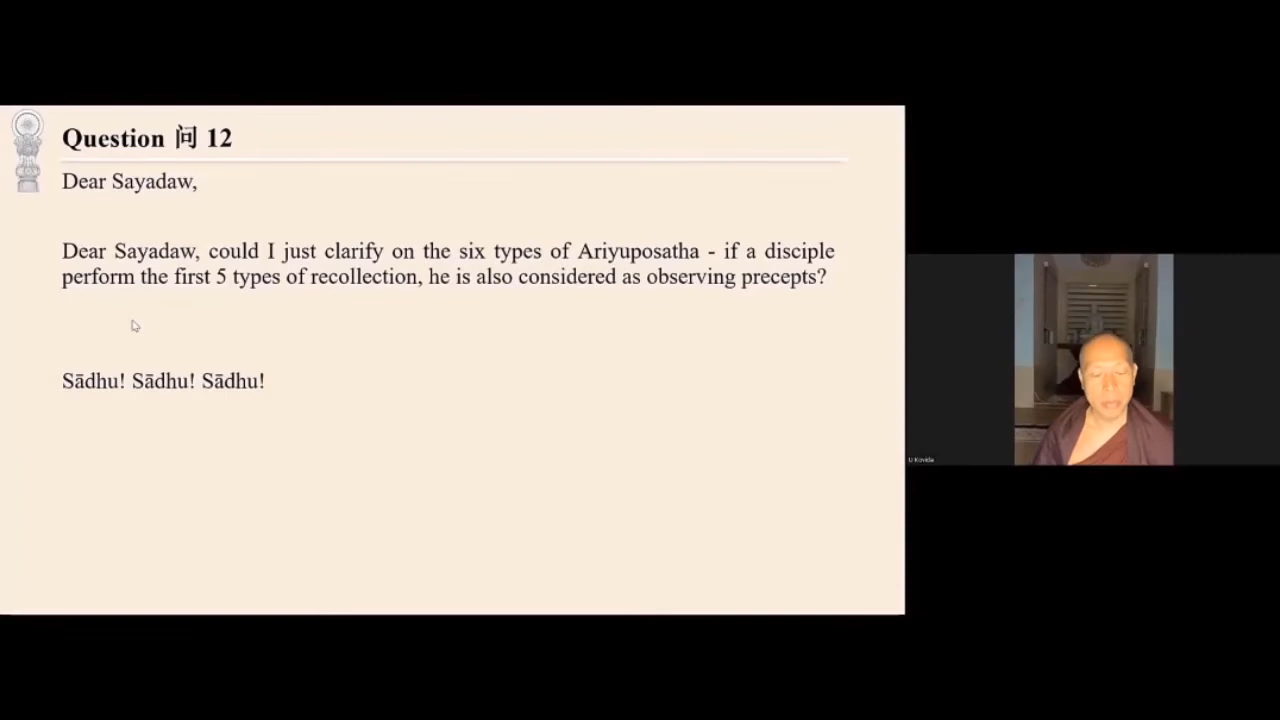 Question 问 12
Dear Sayadaw,
Dear Sayadaw, could I just clarify on the six types of Ariyuposatha - if a disciple
perform the first 5 types of recollection, he is also considered as observing precepts?
Sādhu! Sādhu! Sādhu!
U Kovida